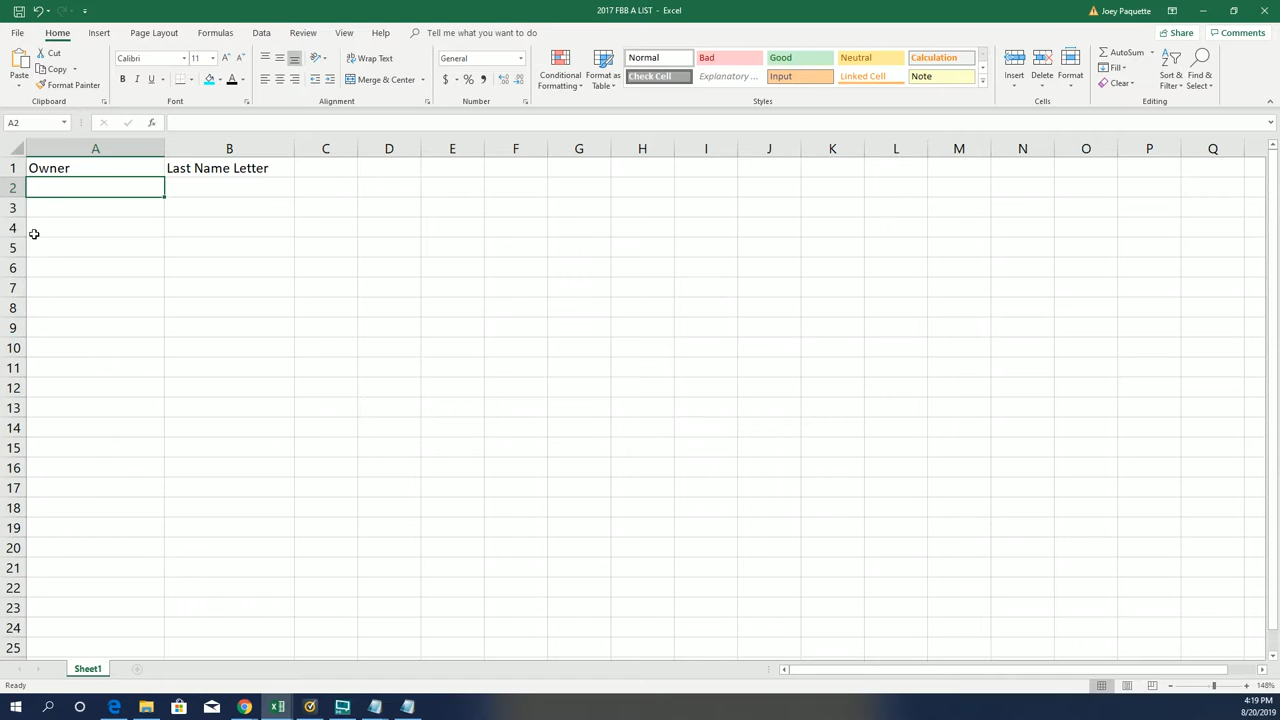 2017 FBB A LIST - Excel
Joey Paquette
File Home Insert Page Layout Formulas Data Review View Help Tell me what you want to do
Share Comments
Paste
Cut
Copy
Format Painter
Clipboard
Calibri 11
B I U
Font
Wrap Text
Merge & Center
Alignment
General
$ % ,
Number
Conditional Formatting
Format as Table
Normal Bad Good Neutral Calculation
Check Cell Explanatory ... Input Linked Cell Note
Styles
Insert Delete Format
Cells
AutoSum
Fill
Clear
Sort & Filter
Find & Select
Editing
A2
fx
A B C D E F G H I J K L M N O P Q
1 Owner Last Name Letter
2
3
4
5
6
7
8
9
10
11
12
13
14
15
16
17
18
19
20
21
22
23
24
25
Sheet1
Ready
148%
4:19 PM
8/20/2019